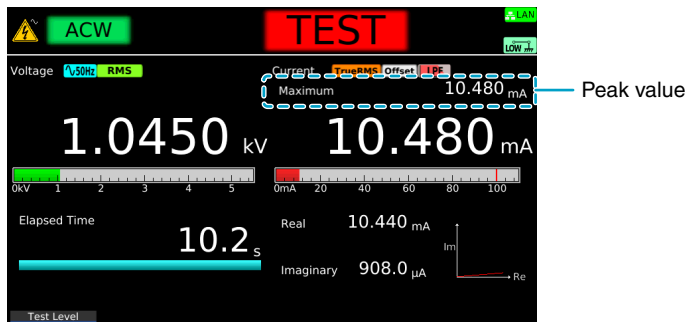 ACW
TEST
LAN
LOW
Voltage 50Hz RMS
Current TrueRMS Offset LPF
Maximum 10.480 mA
Peak value
1.0450 kV
10.480 mA
0kV 1 2 3 4 5
0mA 20 40 60 80 100
Elapsed Time
10.2 s
Real 10.440 mA
Imaginary 908.0 μA
Im
Re
Test Level